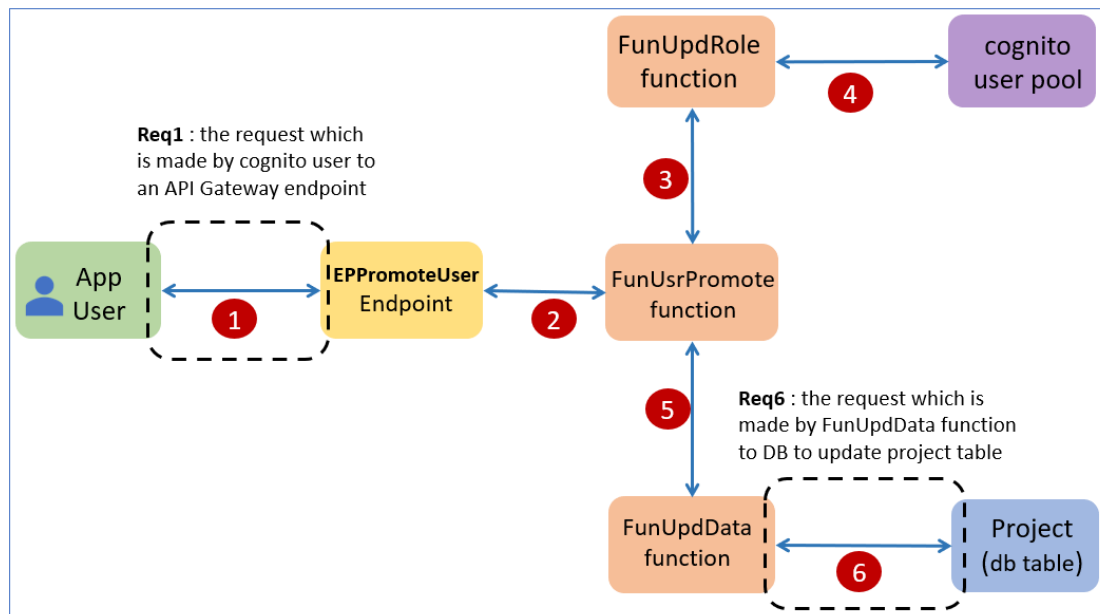 FunUpdRole
function
cognito
user pool
4
Req1 : the request which
is made by cognito user to
an API Gateway endpoint
3
App
User
1
EPPromoteUser
Endpoint
2
FunUsrPromote
function
5
Req6 : the request which is
made by FunUpdData function
to DB to update project table
FunUpdData
function
6
Project
(db table)